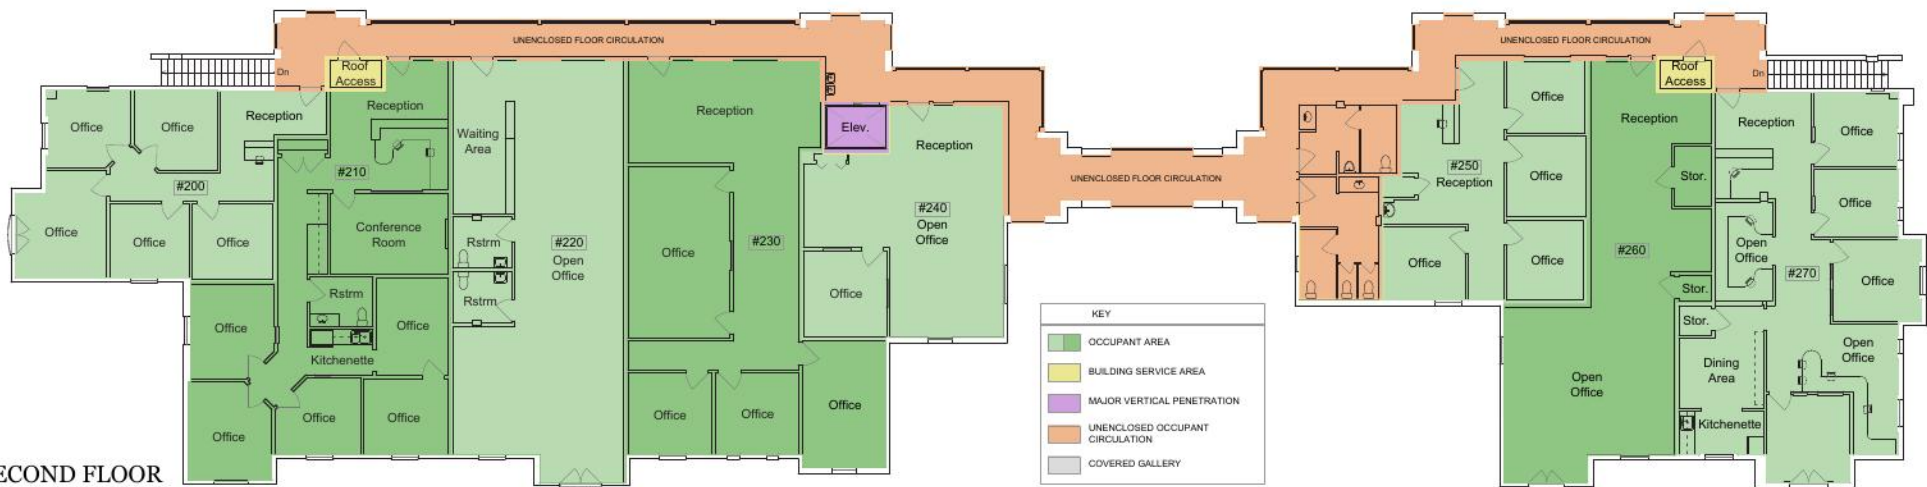 UNENCLOSED FLOOR CIRCULATION
UNENCLOSED FLOOR CIRCULATION
Roof
Access
Dn
Roof
Access
Dn
Office
Office
Reception
Reception
Waiting
Area
Reception
Elev.
Reception
Office
Reception
Reception
Office
#200
#210
UNENCLOSED FLOOR CIRCULATION
#250
Reception
Office
Stor.
Office
Office
Office
Office
Conference
Room
Rstrm
#220
Open
Office
Office
#230
#240
Open
Office
Office
Office
#260
Open
Office
#270
Office
Rstrm
Rstrm
Office
Stor.
Office
Office
Kitchenette
Stor.
Open
Office
KEY
OCCUPANT AREA
BUILDING SERVICE AREA
MAJOR VERTICAL PENETRATION
UNENCLOSED OCCUPANT
CIRCULATION
COVERED GALLERY
Dining
Area
Open
Office
Office
Office
Office
Office
Office
Office
Kitchenette
ECOND FLOOR